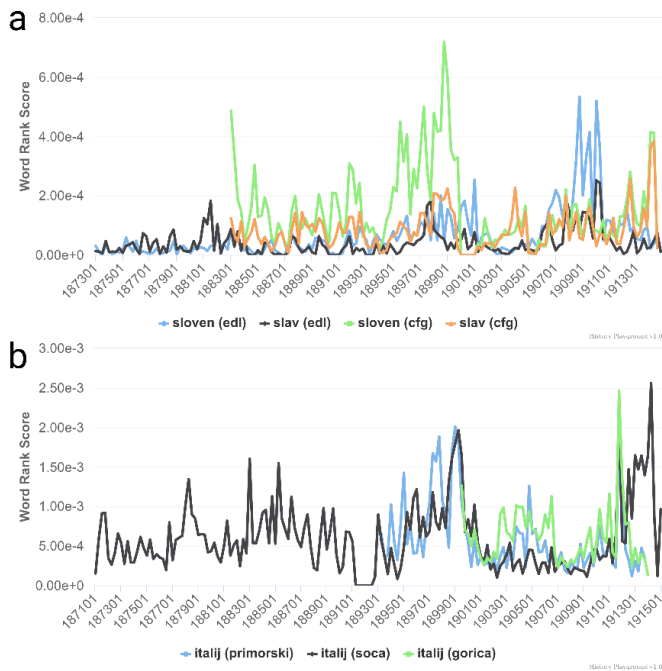 a
8.00e-4
6.00e-4
4.00e-4
2.00e-4
0.00e+0
Word Rank Score
187301 187501 187701 187901 188101 188301 188501 188701 188901 189101 189301 189501 189701 189901 190101 190301 190501 190701 190901 191101 191301
sloven (edl) slav (edl) sloven (cfg) slav (cfg)
History Playground v1.0
b
3.00e-3
2.50e-3
2.00e-3
1.50e-3
1.00e-3
5.00e-4
0.00e+0
Word Rank Score
187101 187301 187501 187701 187901 188101 188301 188501 188701 188901 189101 189301 189501 189701 189901 190101 190301 190501 190701 190901 191101 191301 191501
italij (primorski) italij (soca) italij (gorica)
History Playground v1.0